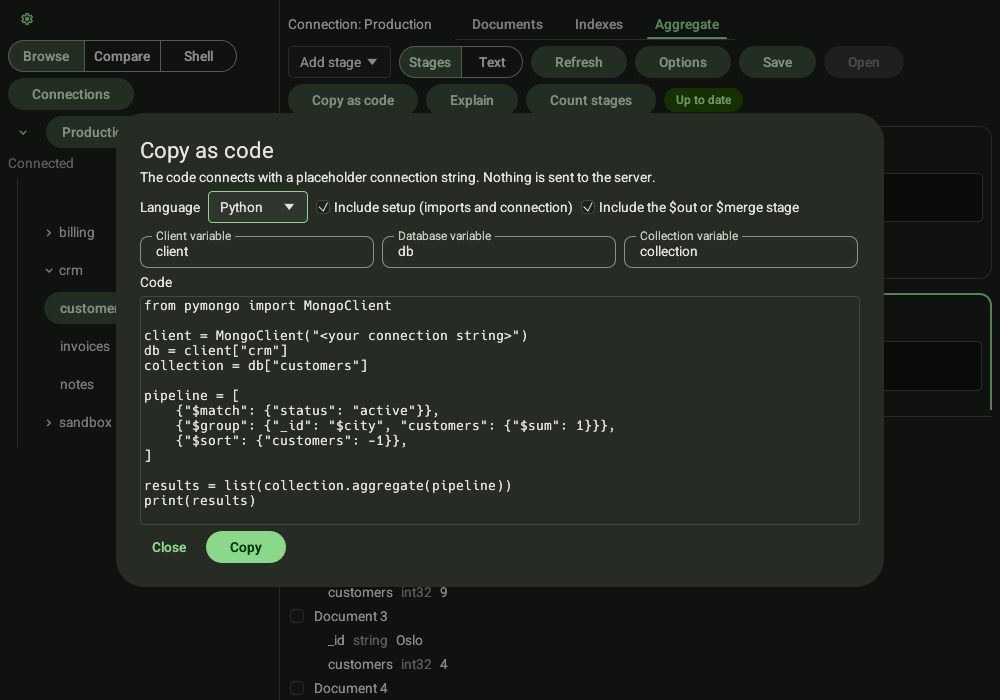 Connection: Production
Documents
Indexes
Aggregate
Browse
Compare
Shell
Add stage
Stages
Text
Refresh
Options
Save
Open
Connections
Copy as code
Explain
Count stages
Up to date
Connected
billing
crm
invoices
notes
sandbox
Copy as code
The code connects with a placeholder connection string. Nothing is sent to the server.
Language
Python
Include setup (imports and connection)
Include the $out or $merge stage
Client variable
client
Database variable
db
Collection variable
collection
Code
from pymongo import MongoClient
client = MongoClient("<your connection string>")
db = client["crm"]
collection = db["customers"]
pipeline = [
    {"$match": {"status": "active"}},
    {"$group": {"_id": "$city", "customers": {"$sum": 1}}},
    {"$sort": {"customers": -1}},
]
results = list(collection.aggregate(pipeline))
print(results)
Close
Copy
customers int32 9
Document 3
_id string Oslo
customers int32 4
Document 4